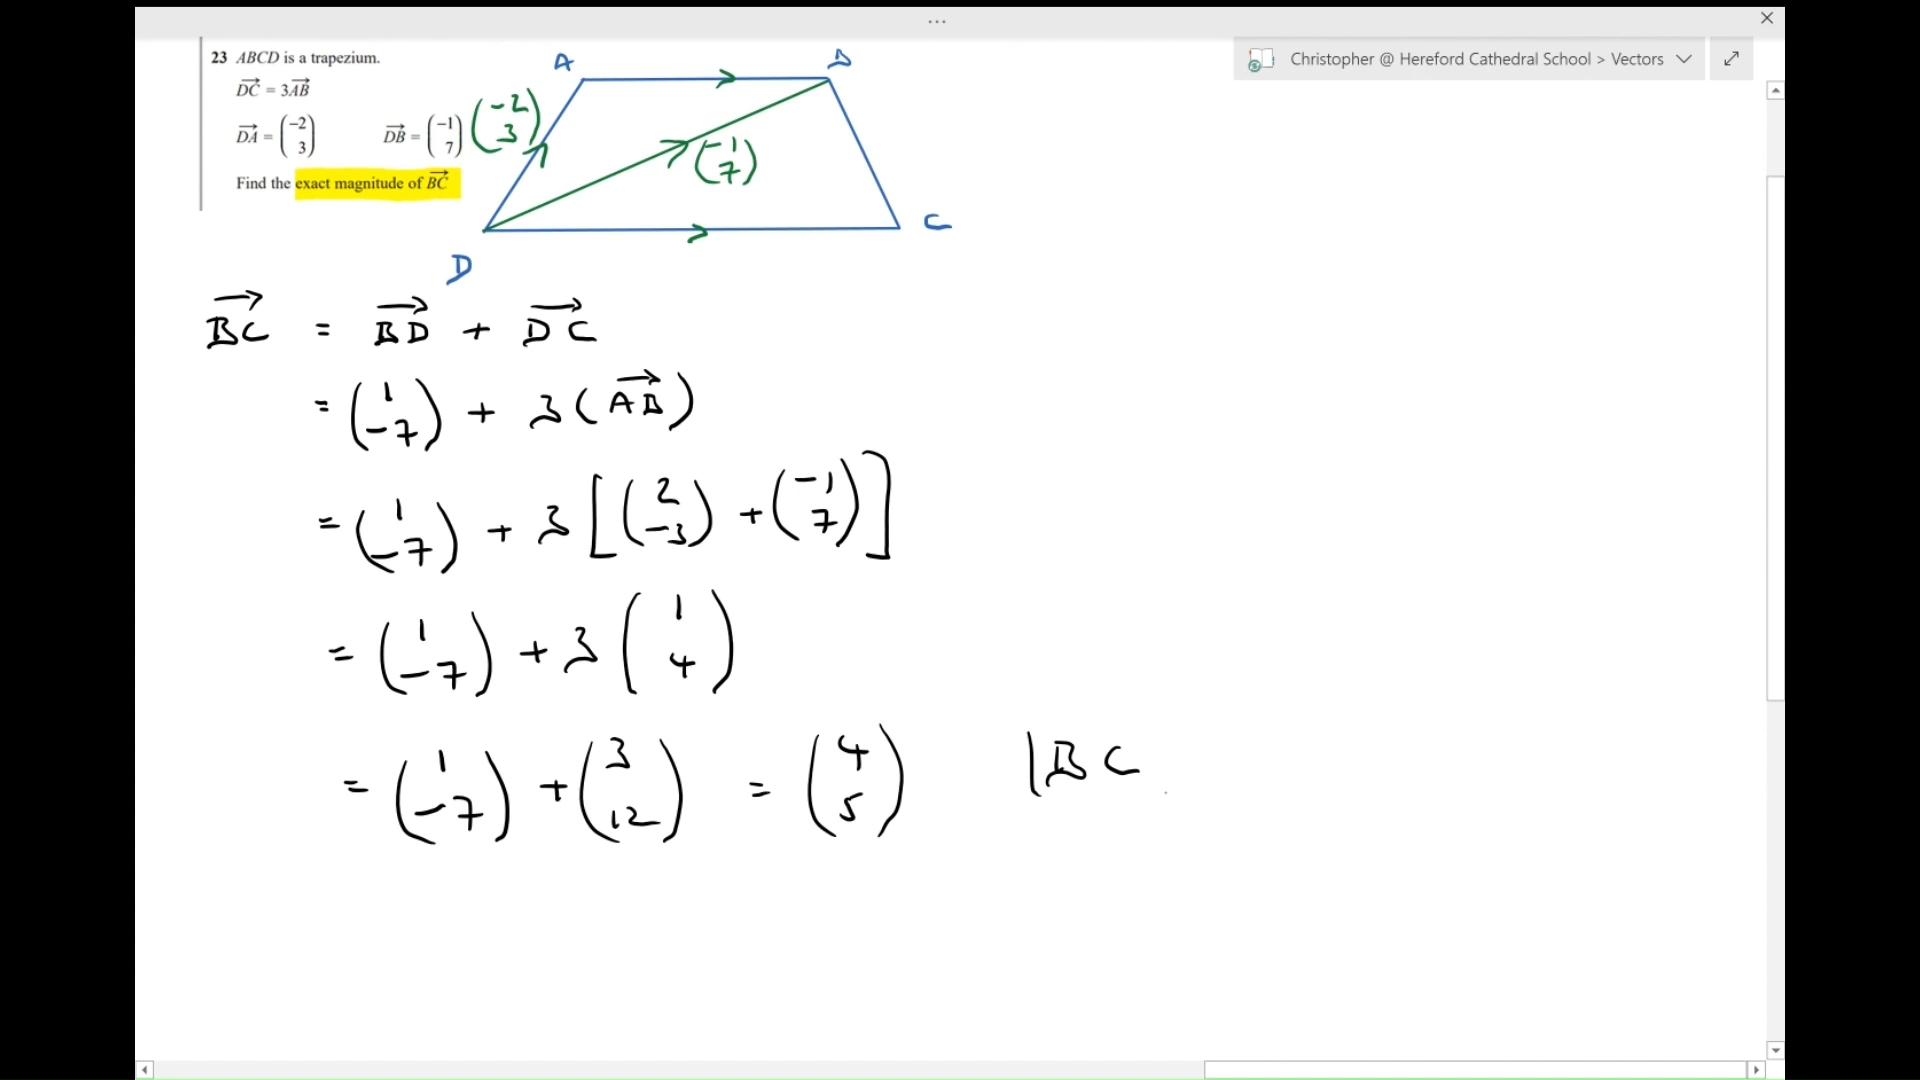 ...
Christopher @ Hereford Cathedral School > Vectors
23 ABCD is a trapezium.
DC = 3AB
DA = (-2 3) DB = (-1 7)
Find the exact magnitude of BC
A B
(-2 3)
(-1 7)
D C
BC = BD + DC
= (1 -7) + 3(AB)
= (1 -7) + 3[(2 -3) + (-1 7)]
= (1 -7) + 3(1 4)
= (1 -7) + (3 12) = (4 5) |BC